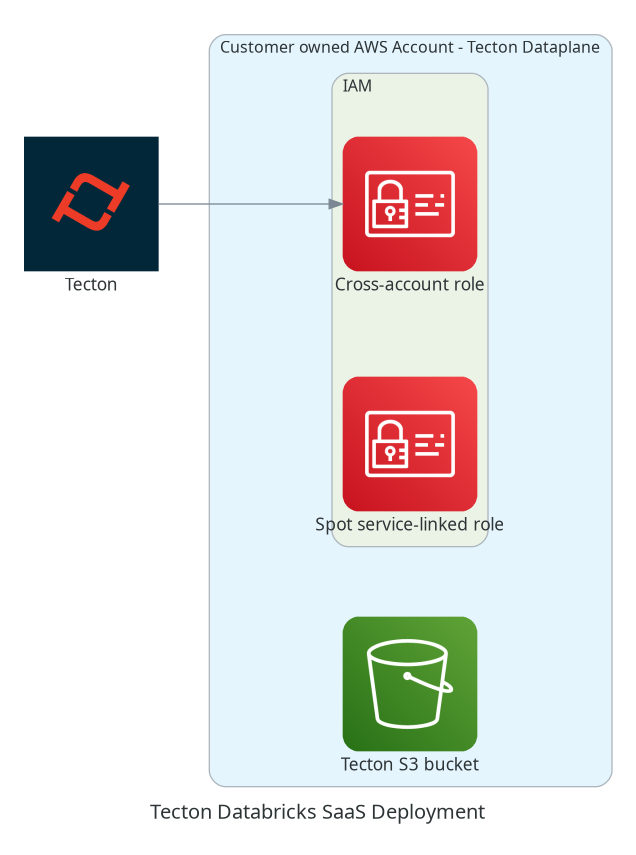 Customer owned AWS Account - Tecton Dataplane
IAM
Tecton
Cross-account role
Spot service-linked role
Tecton S3 bucket
Tecton Databricks SaaS Deployment